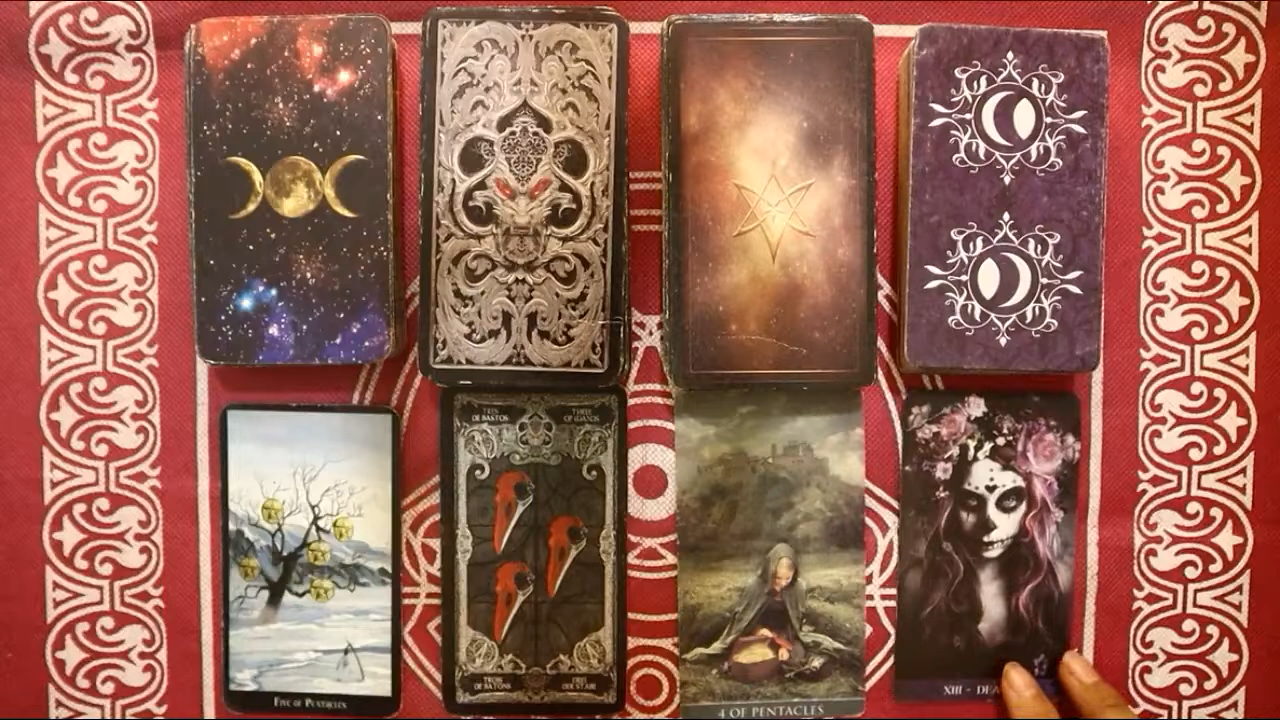 TRES
DE BASTOS
THREE
OF WANDS
TROIS
DE BATONS
DREI
DER STABE
FIVE OF PENTACLES
4 OF PENTACLES
XIII - DEA